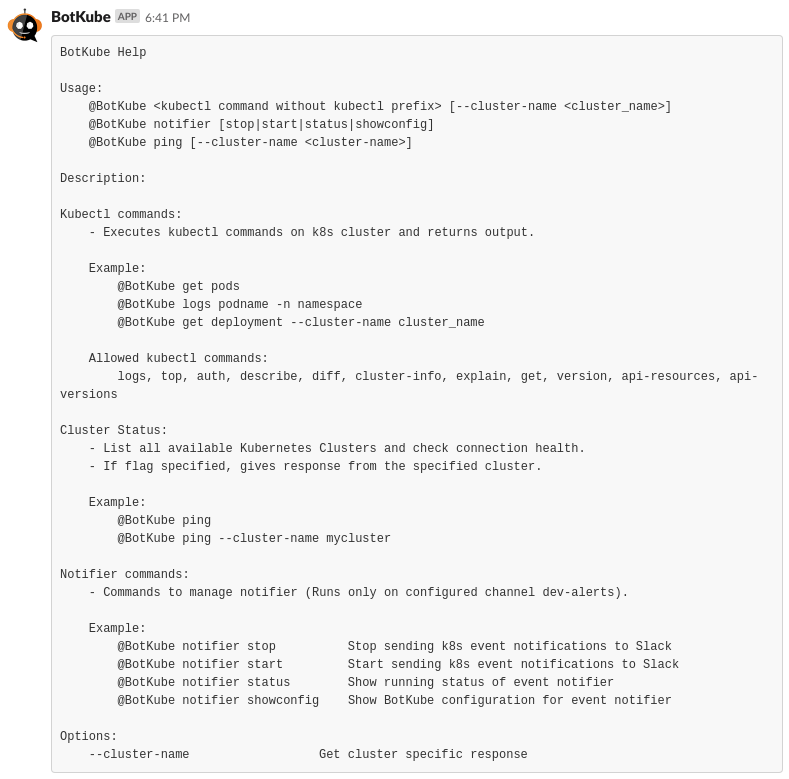 BotKube APP 6:41 PM
BotKube Help
Usage:
@BotKube <kubectl command without kubectl prefix> [--cluster-name <cluster_name>]
@BotKube notifier [stop|start|status|showconfig]
@BotKube ping [--cluster-name <cluster-name>]
Description:
Kubectl commands:
- Executes kubectl commands on k8s cluster and returns output.
Example:
@BotKube get pods
@BotKube logs podname -n namespace
@BotKube get deployment --cluster-name cluster_name
Allowed kubectl commands:
logs, top, auth, describe, diff, cluster-info, explain, get, version, api-resources, api-
versions
Cluster Status:
- List all available Kubernetes Clusters and check connection health.
- If flag specified, gives response from the specified cluster.
Example:
@BotKube ping
@BotKube ping --cluster-name mycluster
Notifier commands:
- Commands to manage notifier (Runs only on configured channel dev-alerts).
Example:
@BotKube notifier stop          Stop sending k8s event notifications to Slack
@BotKube notifier start         Start sending k8s event notifications to Slack
@BotKube notifier status        Show running status of event notifier
@BotKube notifier showconfig    Show BotKube configuration for event notifier
Options:
--cluster-name                  Get cluster specific response